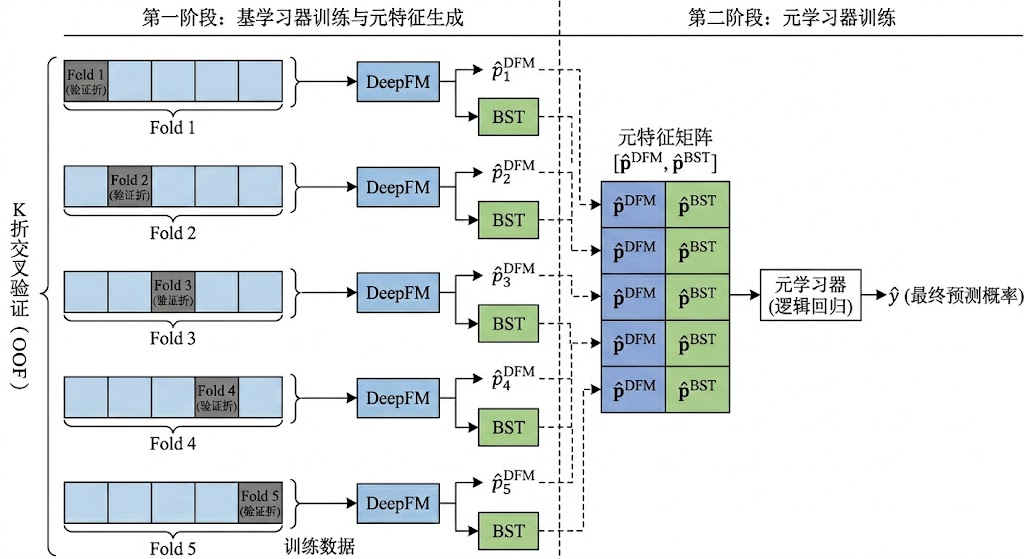 第一阶段：基学习器训练与元特征生成
第二阶段：元学习器训练
K折交叉验证（OOF）
Fold 1
(验证折)
Fold 1
DeepFM
p̂₁^DFM
BST
Fold 2
(验证折)
Fold 2
DeepFM
p̂₂^DFM
BST
Fold 3
(验证折)
Fold 3
DeepFM
p̂₃^DFM
BST
Fold 4
(验证折)
Fold 4
DeepFM
p̂₄^DFM
BST
Fold 5
(验证折)
Fold 5
训练数据
DeepFM
p̂₅^DFM
BST
元特征矩阵
[p̂^DFM, p̂^BST]
p̂^DFM p̂^BST
p̂^DFM p̂^BST
p̂^DFM p̂^BST
p̂^DFM p̂^BST
p̂^DFM p̂^BST
元学习器
(逻辑回归)
ŷ (最终预测概率)